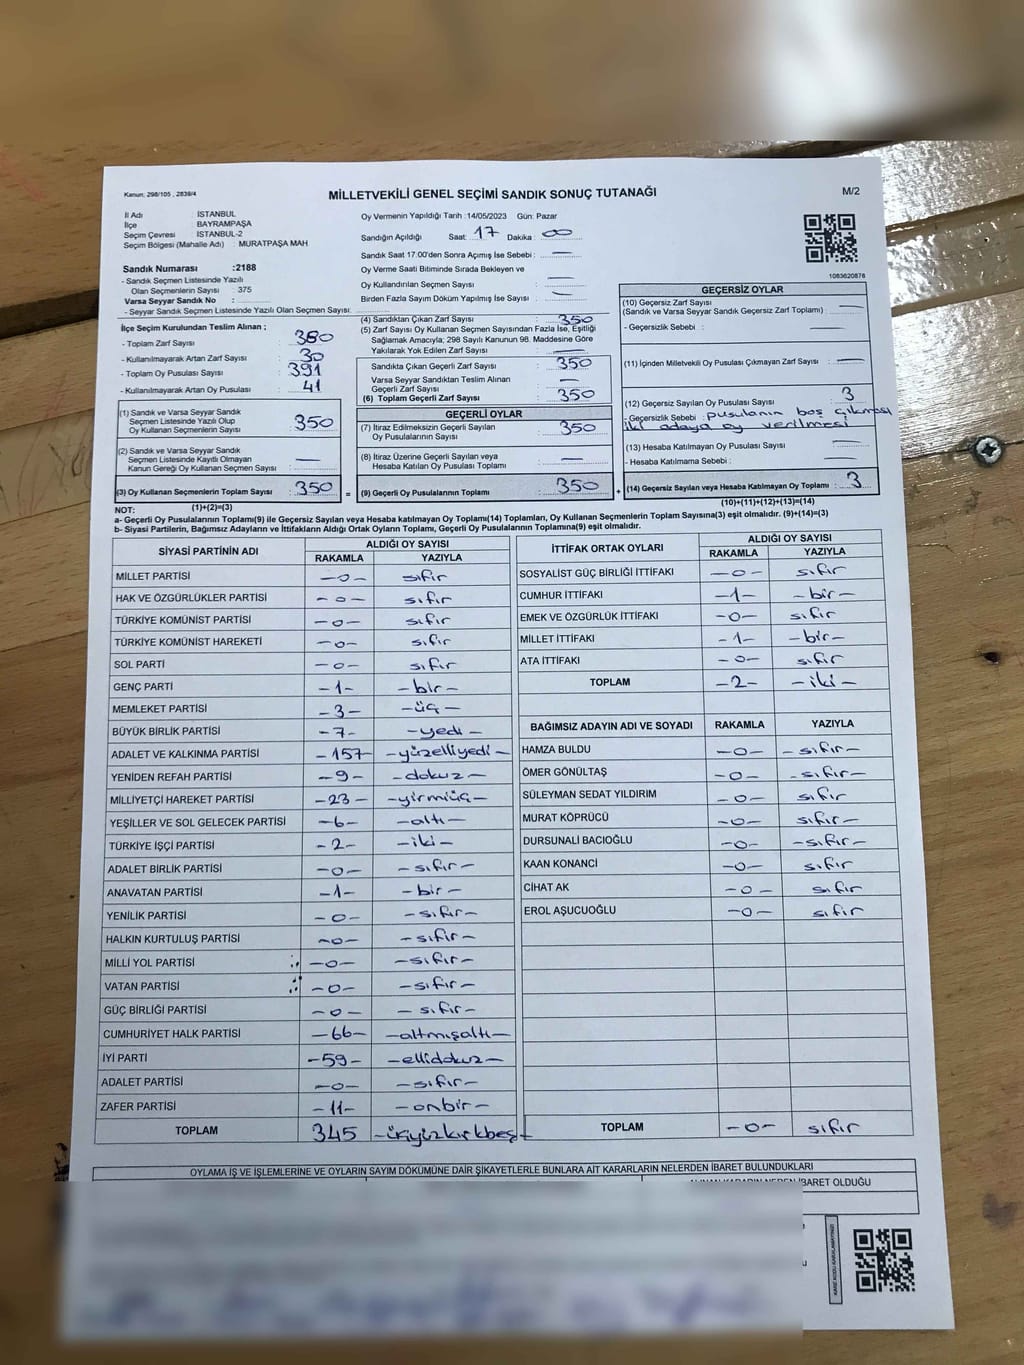 Kanun: 298/105 , 2839/4
MİLLETVEKİLİ GENEL SEÇİMİ SANDIK SONUÇ TUTANAĞI
M/2
İl Adı : İSTANBUL
İlçe : BAYRAMPAŞA
Seçim Çevresi : İSTANBUL-2
Seçim Bölgesi (Mahalle Adı) : MURATPAŞA MAH
Oy Vermenin Yapıldığı Tarih :14/05/2023 Gün: Pazar
Sandığın Açıldığı Saat: 17 Dakika : 00
Sandık Saat 17:00'den Sonra Açımış İse Sebebi : —
Oy Verme Saati Bitiminde Sırada Bekleyen ve
Oy Kullandırılan Seçmen Sayısı : —
Birden Fazla Sayım Döküm Yapılmış İse Sayısı : —
1083620878
Sandık Numarası :2188
- Sandık Seçmen Listesinde Yazılı
Olan Seçmenlerin Sayısı : 375
Varsa Seyyar Sandık No :
- Seyyar Sandık Seçmen Listesinde Yazılı Olan Seçmen Sayısı:
İlçe Seçim Kurulundan Teslim Alınan ;
- Toplam Zarf Sayısı : 380
- Kullanılmayarak Artan Zarf Sayısı : 30
- Toplam Oy Pusulası Sayısı : 391
- Kullanılmayarak Artan Oy Pusulası : 41
(1) Sandık ve Varsa Seyyar Sandık
Seçmen Listesinde Yazılı Olup
Oy Kullanan Seçmenlerin Sayısı : 350
(2) Sandık ve Varsa Seyyar Sandık
Seçmen Listesinde Kayıtlı Olmayan
Kanun Gereği Oy Kullanan Seçmen Sayısı : —
(3) Oy Kullanan Seçmenlerin Toplam Sayısı : 350
(4) Sandıktan Çıkan Zarf Sayısı : 350
(5) Zarf Sayısı Oy Kullanan Seçmen Sayısından Fazla İse, Eşitliği
Sağlamak Amacıyla; 298 Sayılı Kanunun 98. Maddesine Göre
Yakılarak Yok Edilen Zarf Sayısı : —
Sandıkta Çıkan Geçerli Zarf Sayısı : 350
Varsa Seyyar Sandıktan Teslim Alınan
Geçerli Zarf Sayısı : —
(6) Toplam Geçerli Zarf Sayısı : 350
GEÇERLİ OYLAR
(7) İtiraz Edilmeksizin Geçerli Sayılan
Oy Pusulalarının Sayısı : 350
(8) İtiraz Üzerine Geçerli Sayılan veya
Hesaba Katılan Oy Pusulası Toplamı : —
= (9) Geçerli Oy Pusulalarının Toplamı : 350 +
GEÇERSİZ OYLAR
(10) Geçersiz Zarf Sayısı
(Sandık ve Varsa Seyyar Sandık Geçersiz Zarf Toplamı) : —
- Geçersizlik Sebebi : —
(11) İçinden Milletvekili Oy Pusulası Çıkmayan Zarf Sayısı : —
(12) Geçersiz Sayılan Oy Pusulası Sayısı : 3
- Geçersizlik Sebebi : pusulanın boş çıkması
iki adaya oy verilmesi
(13) Hesaba Katılmayan Oy Pusulası Sayısı : —
- Hesaba Katılmama Sebebi : —
(14) Geçersiz Sayılan veya Hesaba Katılmayan Oy Toplamı : 3
NOT: (1)+(2)=(3) (10)+(11)+(12)+(13)=(14)
a- Geçerli Oy Pusulalarının Toplamı(9) ile Geçersiz Sayılan veya Hesaba katılmayan Oy Toplamı(14) Toplamları, Oy Kullanan Seçmenlerin Toplam Sayısına(3) eşit olmalıdır. (9)+(14)=(3)
b- Siyasi Partilerin, Bağımsız Adayların ve İttifakların Aldığı Ortak Oyların Toplamı, Geçerli Oy Pusulalarının Toplamına(9) eşit olmalıdır.
SİYASİ PARTİNİN ADI ALDIĞI OY SAYISI
RAKAMLA YAZIYLA
MİLLET PARTİSİ —0— sıfır
HAK VE ÖZGÜRLÜKLER PARTİSİ —0— sıfır
TÜRKİYE KOMÜNİST PARTİSİ —0— sıfır
TÜRKİYE KOMÜNİST HAREKETİ —0— sıfır
SOL PARTİ —0— sıfır
GENÇ PARTİ —1— —bir—
MEMLEKET PARTİSİ —3— —üç—
BÜYÜK BİRLİK PARTİSİ —7— —yedi—
ADALET VE KALKINMA PARTİSİ —157— —yüzelliyedi—
YENİDEN REFAH PARTİSİ —9— —dokuz—
MİLLİYETÇİ HAREKET PARTİSİ —23— —yirmiüç—
YEŞİLLER VE SOL GELECEK PARTİSİ —6— —altı—
TÜRKİYE İŞÇİ PARTİSİ —2— —iki—
ADALET BİRLİK PARTİSİ —0— —sıfır—
ANAVATAN PARTİSİ —1— —bir—
YENİLİK PARTİSİ —0— —sıfır—
HALKIN KURTULUŞ PARTİSİ —0— —sıfır—
MİLLİ YOL PARTİSİ —0— —sıfır—
VATAN PARTİSİ —0— —sıfır—
GÜÇ BİRLİĞİ PARTİSİ —0— —sıfır—
CUMHURİYET HALK PARTİSİ —66— —altmışaltı—
İYİ PARTİ —59— —ellidokuz—
ADALET PARTİSİ —0— —sıfır—
ZAFER PARTİSİ —11— —onbir—
TOPLAM 345 —üçyüzkırkbeş—
İTTİFAK ORTAK OYLARI ALDIĞI OY SAYISI
RAKAMLA YAZIYLA
SOSYALİST GÜÇ BİRLİĞİ İTTİFAKI —0— sıfır
CUMHUR İTTİFAKI —1— —bir—
EMEK VE ÖZGÜRLÜK İTTİFAKI —0— sıfır
MİLLET İTTİFAKI —1— —bir—
ATA İTTİFAKI —0— sıfır
TOPLAM —2— —iki—
BAĞIMSIZ ADAYIN ADI VE SOYADI RAKAMLA YAZIYLA
HAMZA BULDU —0— —sıfır—
ÖMER GÖNÜLTAŞ —0— —sıfır—
SÜLEYMAN SEDAT YILDIRIM —0— sıfır
MURAT KÖPRÜCÜ —0— sıfır—
DURSUNALİ BACIOĞLU —0— —sıfır—
KAAN KONANCİ —0— sıfır
CİHAT AK —0— sıfır
EROL AŞUCUOĞLU —0— sıfır
TOPLAM —0— sıfır
OYLAMA İŞ VE İŞLEMLERİNE VE OYLARIN SAYIM DÖKÜMÜNE DAİR ŞİKAYETLERLE BUNLARA AİT KARARLARIN NELERDEN İBARET BULUNDUKLARI
ALINAN KARARIN NEDEN İBARET OLDUĞU
KARE KODU KARALAMAYINIZ!